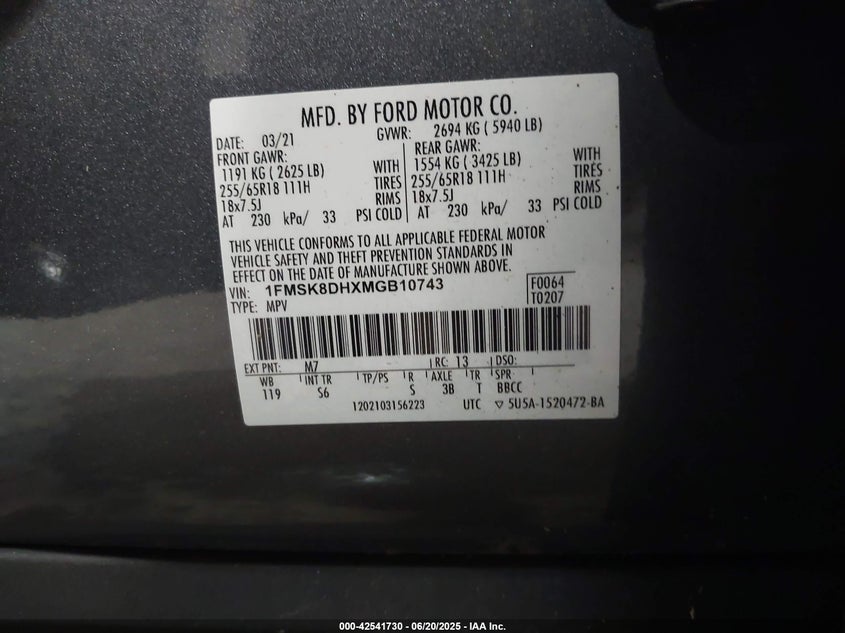 MFD. BY FORD MOTOR CO.
DATE: 03/21 GVWR: 2694 KG ( 5940 LB)
FRONT GAWR: REAR GAWR:
1191 KG ( 2625 LB) WITH 1554 KG ( 3425 LB) WITH
255/65R18 111H TIRES 255/65R18 111H TIRES
18x7.5J RIMS 18x7.5J RIMS
AT 230 kPa/ 33 PSI COLD AT 230 kPa/ 33 PSI COLD
THIS VEHICLE CONFORMS TO ALL APPLICABLE FEDERAL MOTOR
VEHICLE SAFETY AND THEFT PREVENTION STANDARDS IN
EFFECT ON THE DATE OF MANUFACTURE SHOWN ABOVE.
VIN: 1FMSK8DHXMGB10743 F0064
TYPE: MPV T0207
EXT PNT: M7 RC: 13 DSO:
WB INT TR TP/PS R AXLE TR SPR
119 S6 S 3B T BBCC
1202103156223 UTC ▽ 5U5A-1520472-BA
000-42541730 - 06/20/2025 - IAA Inc.